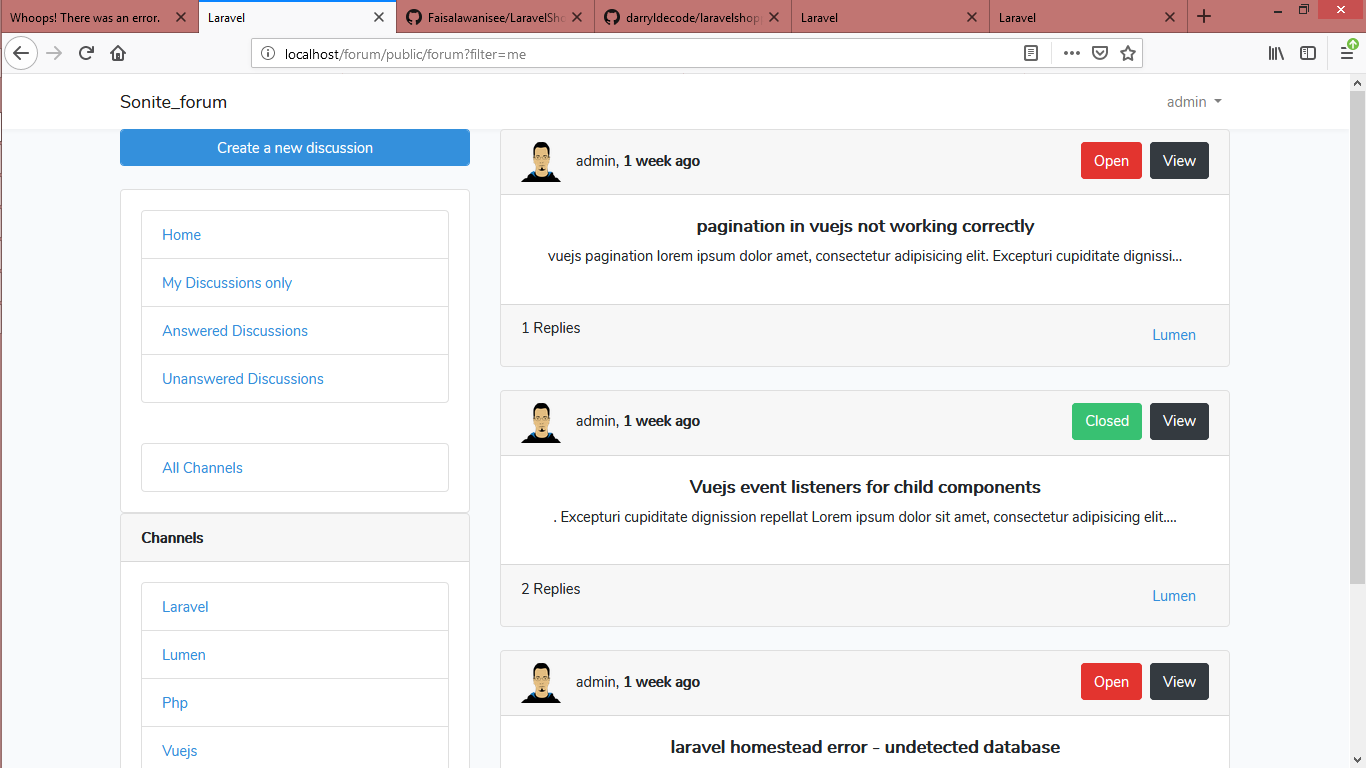 Whoops! There was an error.
Laravel
Faisalawanisee/LaravelSho
darryldecode/laravelshopp
Laravel
Laravel
localhost/forum/public/forum?filter=me
Sonite_forum
admin
Create a new discussion
Home
My Discussions only
Answered Discussions
Unanswered Discussions
All Channels
Channels
Laravel
Lumen
Php
Vuejs
admin, 1 week ago
Open View
pagination in vuejs not working correctly
vuejs pagination lorem ipsum dolor amet, consectetur adipisicing elit. Excepturi cupiditate dignissi...
1 Replies
Lumen
admin, 1 week ago
Closed View
Vuejs event listeners for child components
. Excepturi cupiditate dignission repellat Lorem ipsum dolor sit amet, consectetur adipisicing elit....
2 Replies
Lumen
admin, 1 week ago
Open View
laravel homestead error - undetected database